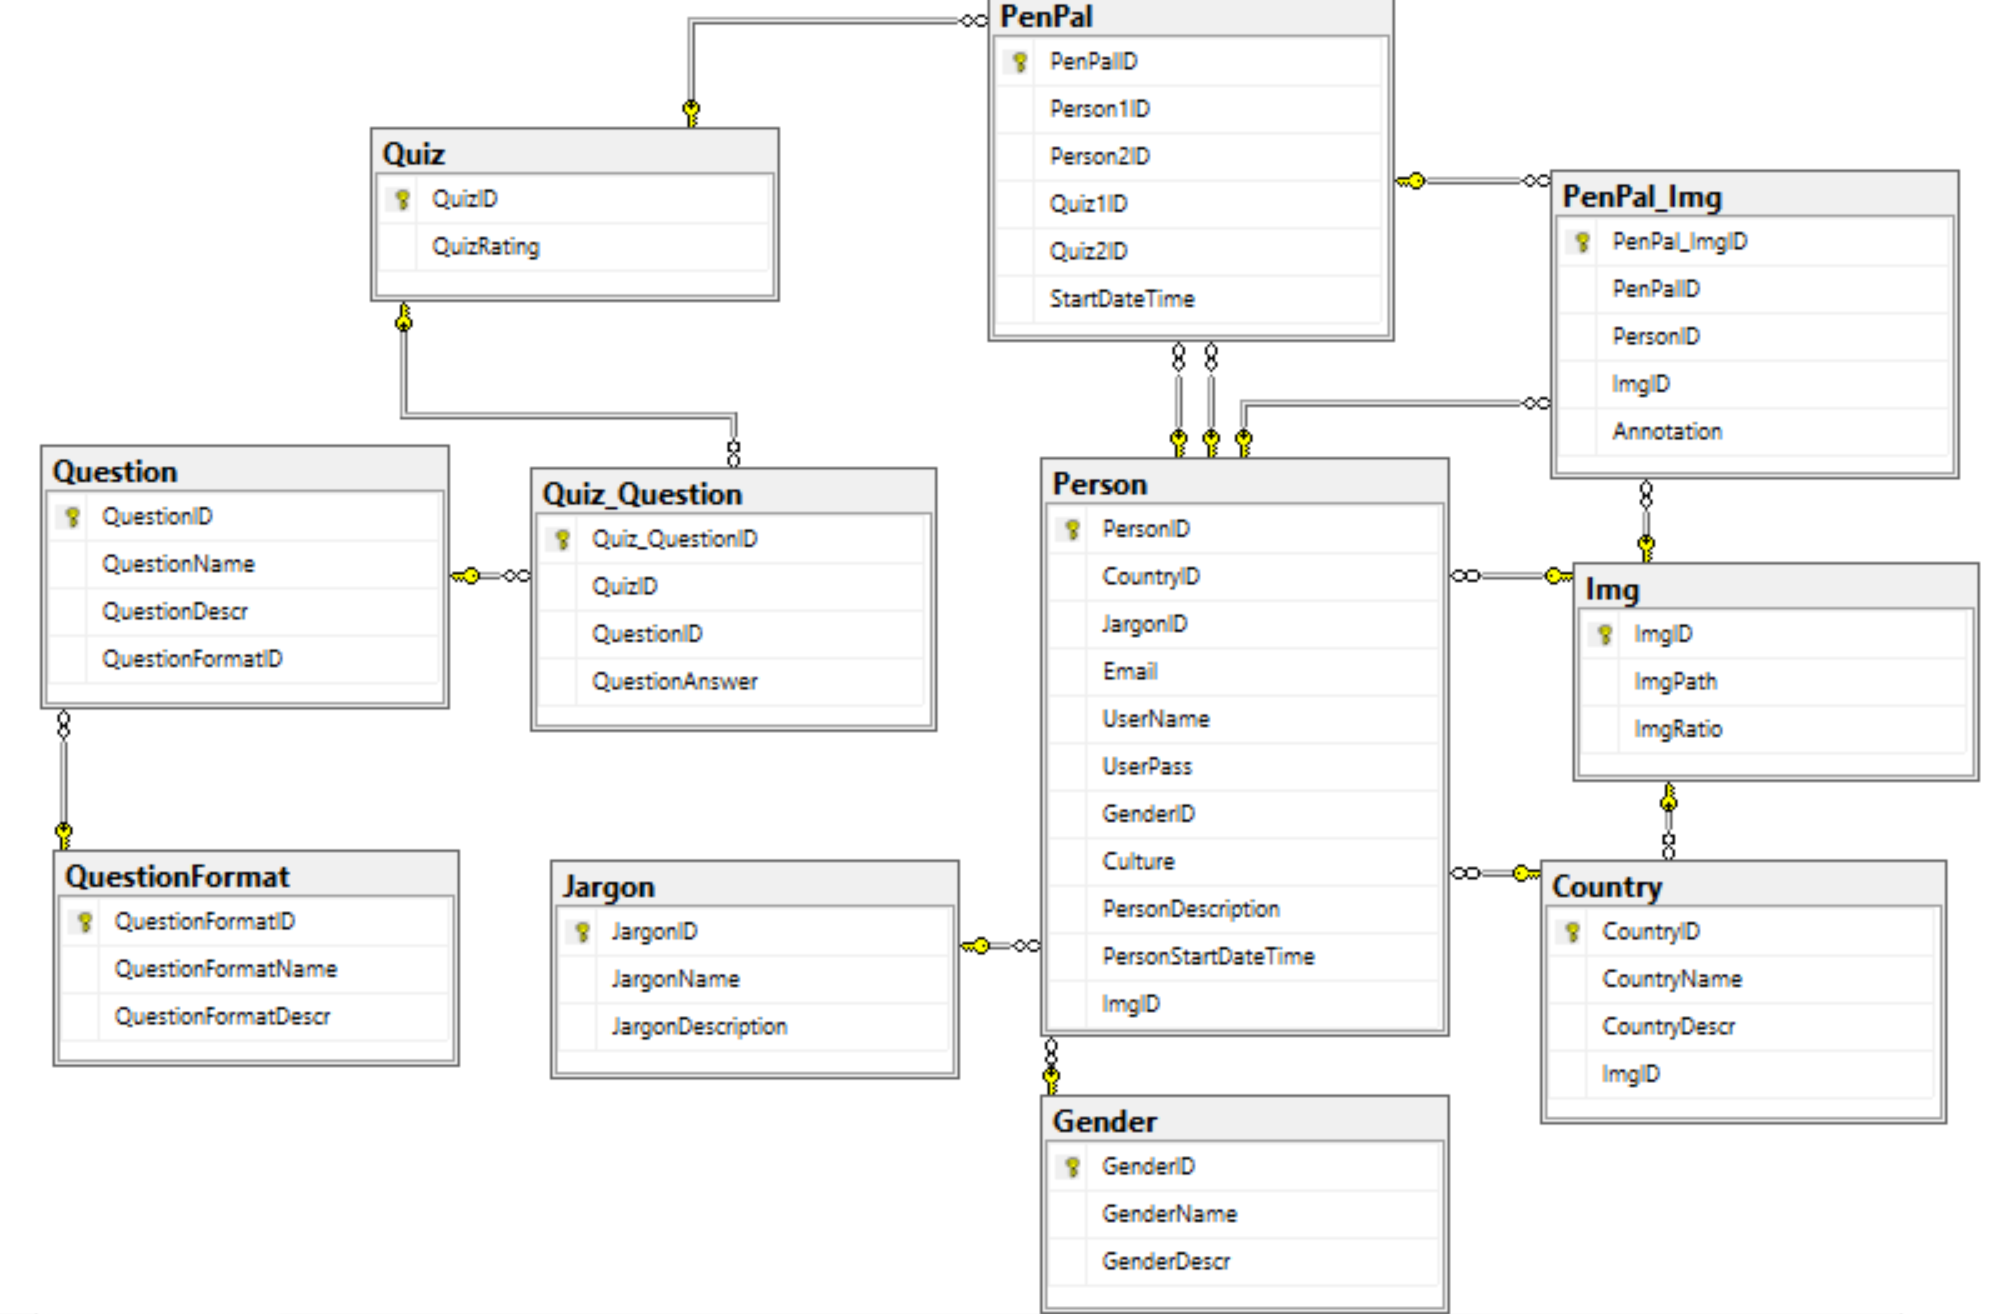 PenPal
PenPalID
Person1ID
Person2ID
Quiz1ID
Quiz2ID
StartDateTime
Quiz
QuizID
QuizRating
PenPal_Img
PenPal_ImgID
PenPalID
PersonID
ImgID
Annotation
Question
QuestionID
QuestionName
QuestionDescr
QuestionFormatID
Quiz_Question
Quiz_QuestionID
QuizID
QuestionID
QuestionAnswer
Person
PersonID
CountryID
JargonID
Email
UserName
UserPass
GenderID
Culture
PersonDescription
PersonStartDateTime
ImgID
Img
ImgID
ImgPath
ImgRatio
QuestionFormat
QuestionFormatID
QuestionFormatName
QuestionFormatDescr
Jargon
JargonID
JargonName
JargonDescription
Country
CountryID
CountryName
CountryDescr
ImgID
Gender
GenderID
GenderName
GenderDescr